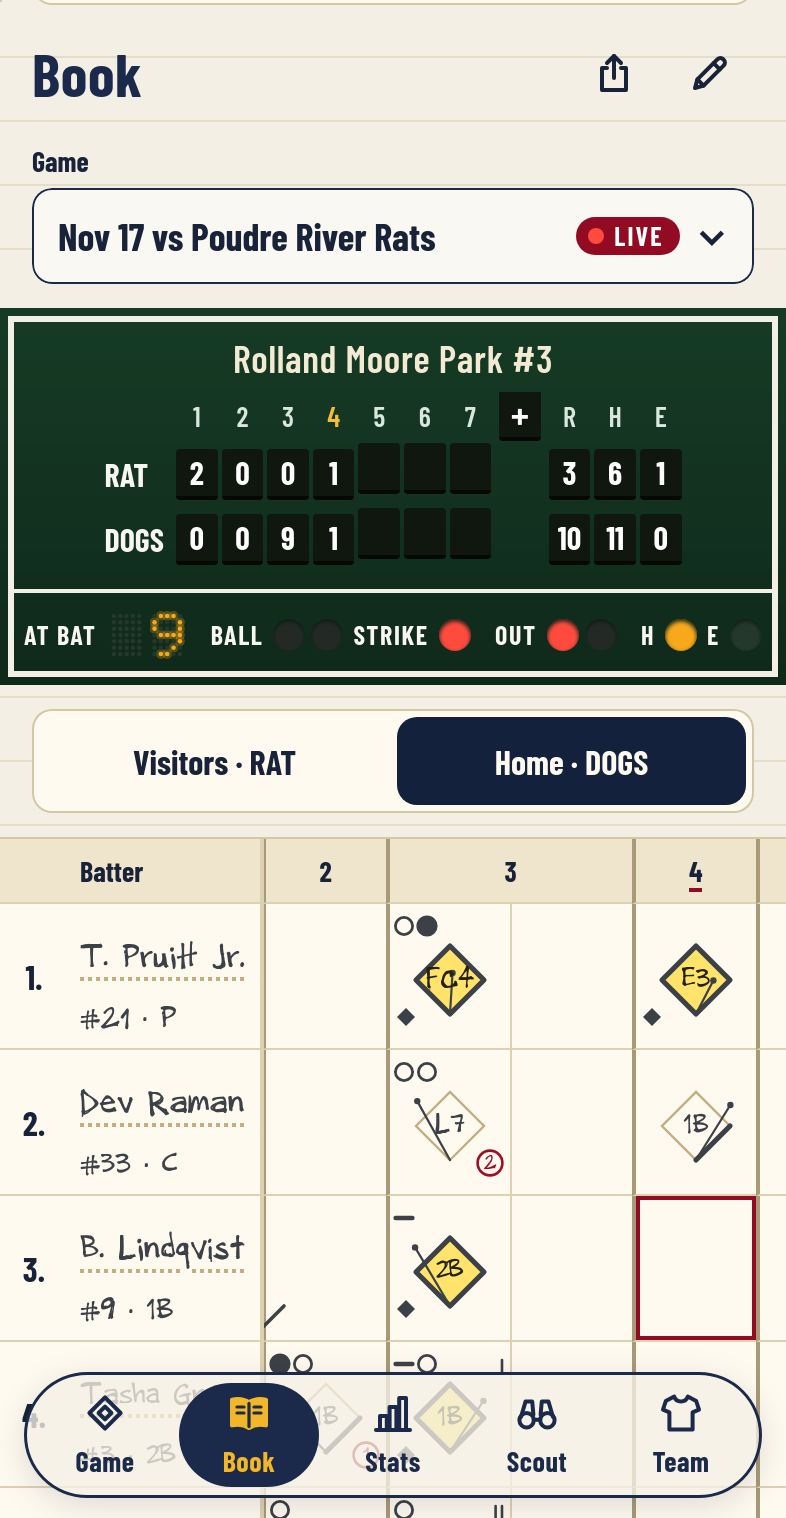 Book
Game
Nov 17 vs Poudre River Rats LIVE
Rolland Moore Park #3
1 2 3 4 5 6 7 + R H E
RAT 2 0 0 1 3 6 1
DOGS 0 0 9 1 10 11 0
AT BAT 9 BALL STRIKE OUT H E
Visitors · RAT Home · DOGS
Batter 2 3 4
1. T. Pruitt Jr. FC4 E3
#21 · P
2. Dev Raman L7 1B
#33 · C 2
3. B. Lindqvist 2B
#9 · 1B
4. Tasha 1B 1B
#3 · 2B 1
Game Book Stats Scout Team